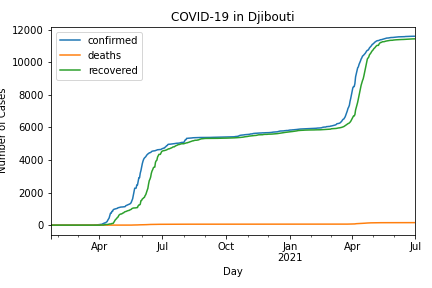 COVID-19 in Djibouti
confirmed
deaths
recovered
12000
10000
8000
6000
4000
2000
0
Number of Cases
Apr
Jul
Oct
Jan
2021
Apr
Jul
Day